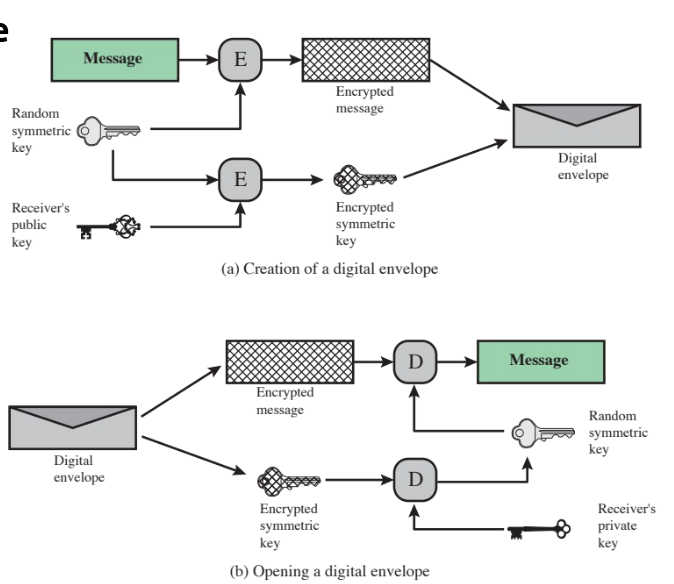 e
Message
E
Encrypted
message
Random
symmetric
key
Digital
envelope
E
Receiver's
public
key
Encrypted
symmetric
key
(a) Creation of a digital envelope
D
Message
Encrypted
message
Random
symmetric
key
Digital
envelope
D
Encrypted
symmetric
key
Receiver's
private
key
(b) Opening a digital envelope